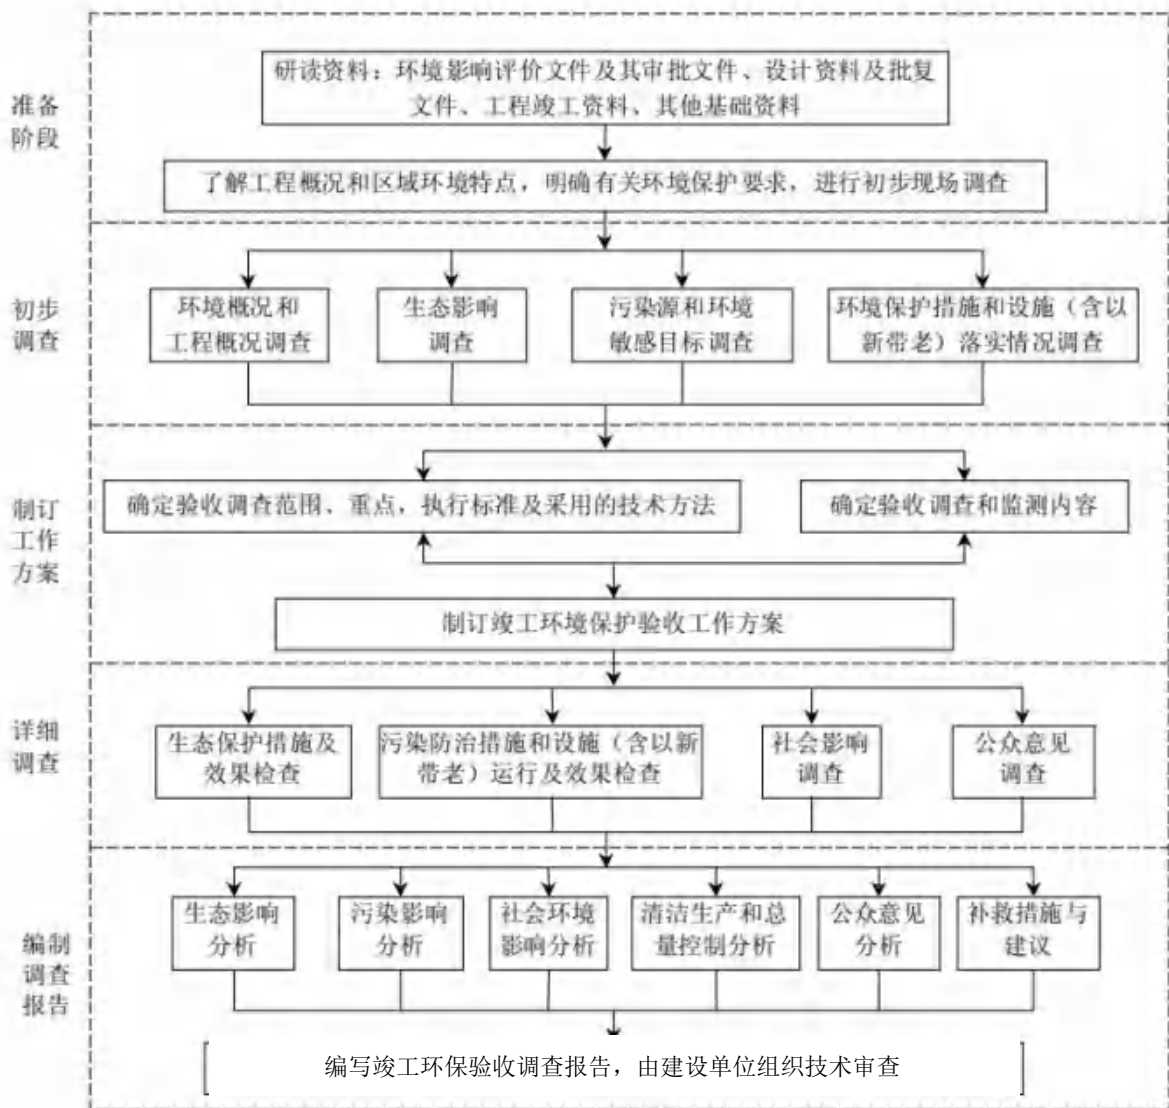 准备
阶段
研读资料：环境影响评价文件及其审批文件、设计资料及批复
文件、工程竣工资料、其他基础资料
了解工程概况和区域环境特点，明确有关环境保护要求，进行初步现场调查
初步
调查
环境概况和
工程概况调查
生态影响
调查
污染源和环境
敏感目标调查
环境保护措施和设施（含以
新带老）落实情况调查
制订
工作
方案
确定验收调查范围、重点，执行标准及采用的技术方法
确定验收调查和监测内容
制订竣工环境保护验收工作方案
详细
调查
生态保护措施及
效果检查
污染防治措施和设施（含以新
带老）运行及效果检查
社会影响
调查
公众意见
调查
编制
调查
报告
生态影响
分析
污染影响
分析
社会环境
影响分析
清洁生产和总
量控制分析
公众意见
分析
补救措施与
建议
编写竣工环保验收调查报告，由建设单位组织技术审查